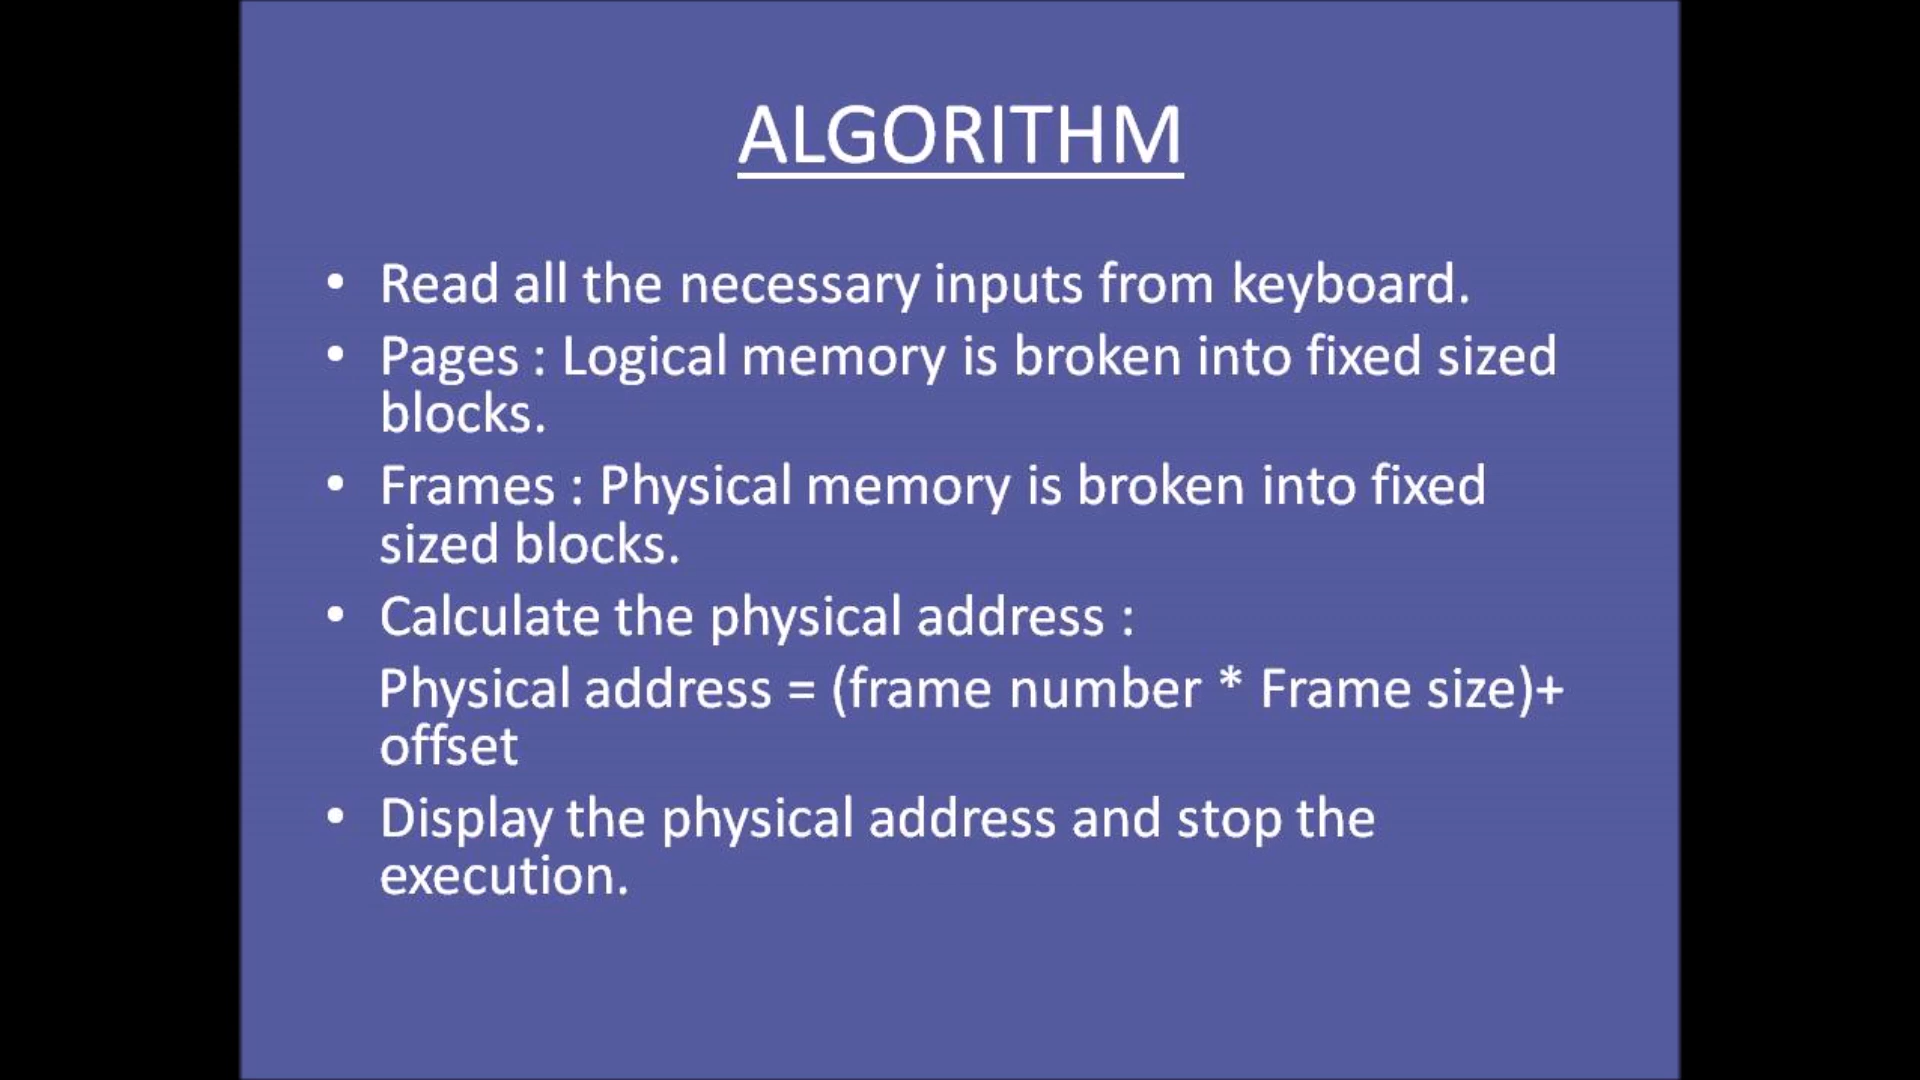 ALGORITHM
• Read all the necessary inputs from keyboard.
• Pages : Logical memory is broken into fixed sized
blocks.
• Frames : Physical memory is broken into fixed
sized blocks.
• Calculate the physical address :
Physical address = (frame number * Frame size)+
offset
• Display the physical address and stop the
execution.